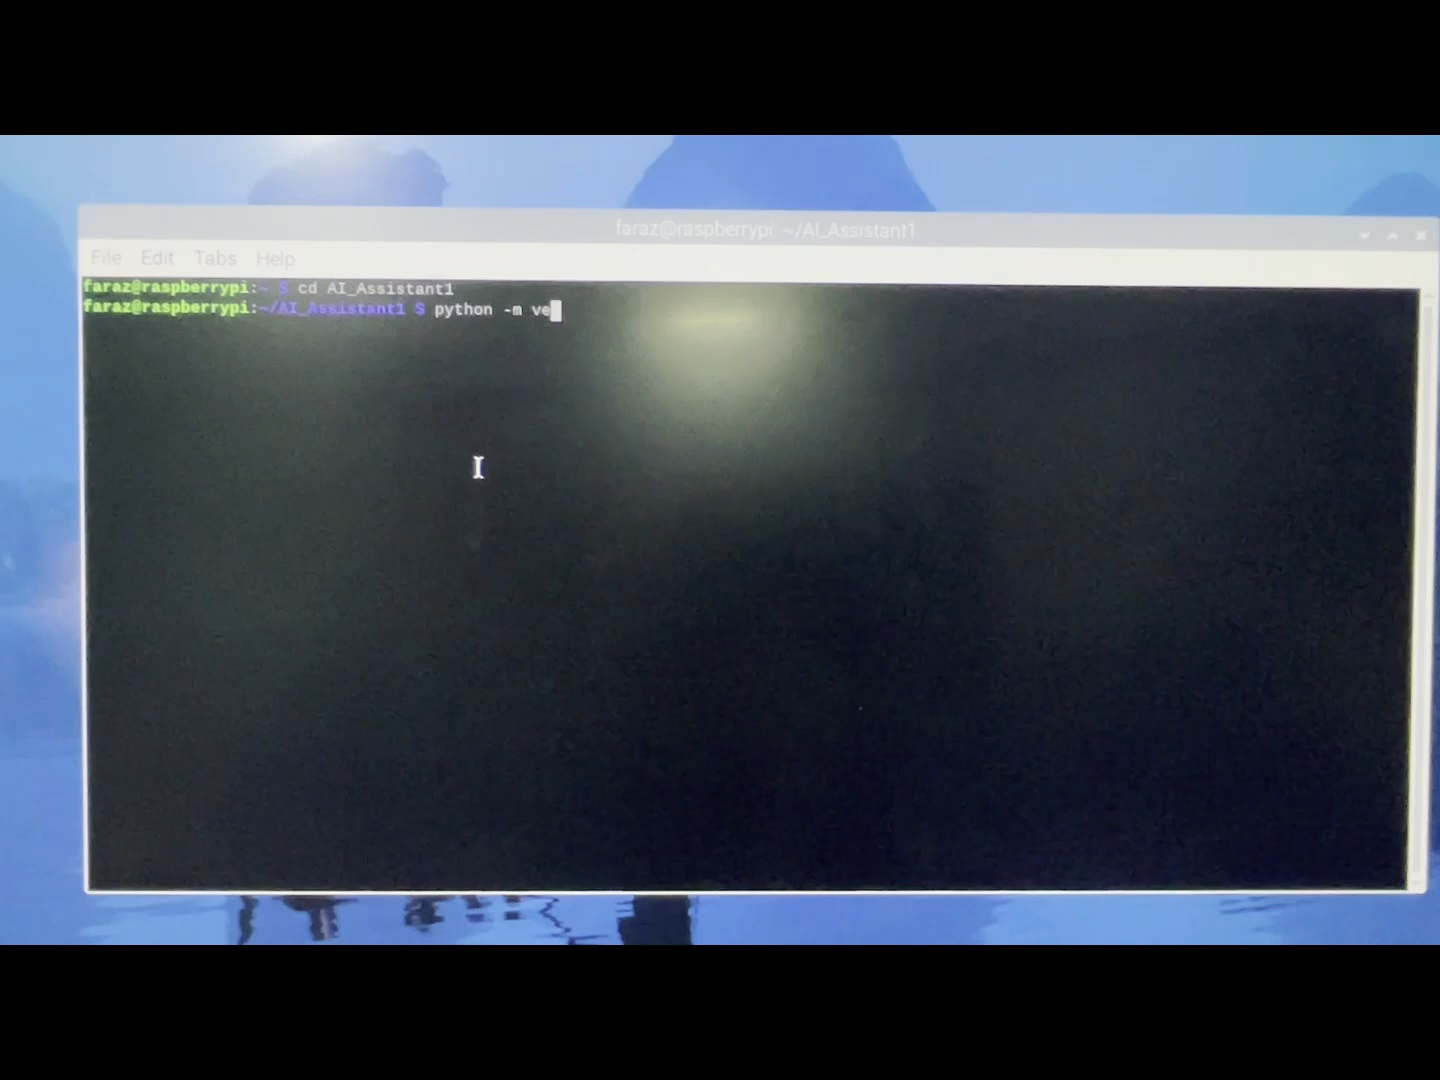 faraz@raspberrypi: ~/AI_Assistant1
File Edit Tabs Help
faraz@raspberrypi:~ $ cd AI_Assistant1
faraz@raspberrypi:~/AI_Assistant1 $ python -m ve